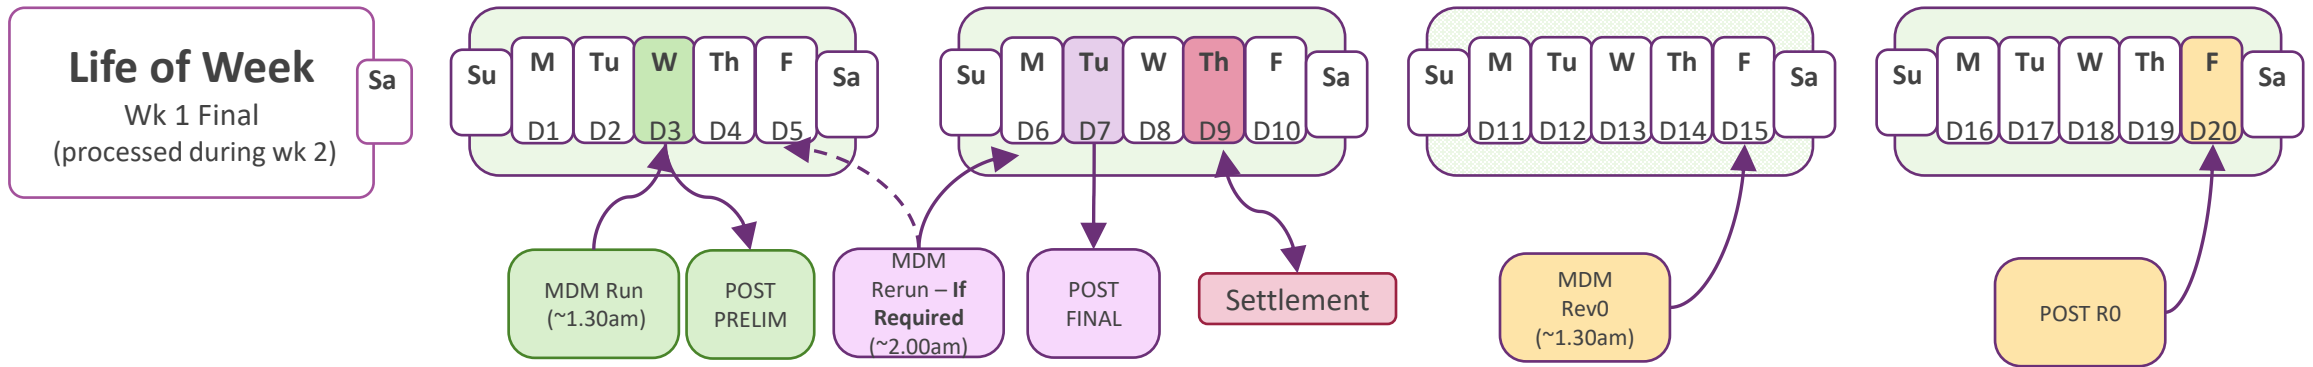 Life of Week
Wk 1 Final
(processed during wk 2)
Sa
Su M Tu W Th F Sa
D1 D2 D3 D4 D5
Su M Tu W Th F Sa
D6 D7 D8 D9 D10
Su M Tu W Th F Sa
D11 D12 D13 D14 D15
Su M Tu W Th F Sa
D16 D17 D18 D19 D20
MDM Run
(~1.30am)
POST
PRELIM
MDM
Rerun – If
Required
(~2.00am)
POST
FINAL
Settlement
MDM
Rev0
(~1.30am)
POST R0